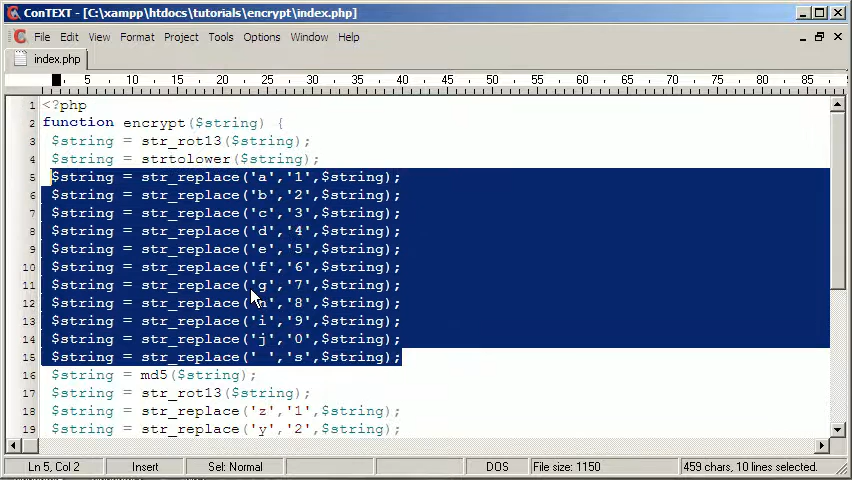 ConTEXT - [C:\xampp\htdocs\tutorials\encrypt\index.php]
File Edit View Format Project Tools Options Window Help
index.php
5 10 15 20 25 30 35 40 45 50 55 60 65 70 75 80
1 <?php
2 function encrypt($string) {
3 $string = str_rot13($string);
4 $string = strtolower($string);
5 $string = str_replace('a','1',$string);
6 $string = str_replace('b','2',$string);
7 $string = str_replace('c','3',$string);
8 $string = str_replace('d','4',$string);
9 $string = str_replace('e','5',$string);
10 $string = str_replace('f','6',$string);
11 $string = str_replace('g','7',$string);
12 $string = str_replace('h','8',$string);
13 $string = str_replace('i','9',$string);
14 $string = str_replace('j','0',$string);
15 $string = str_replace(' ','s',$string);
16 $string = md5($string);
17 $string = str_rot13($string);
18 $string = str_replace('z','1',$string);
19 $string = str_replace('y','2',$string);
Ln 5, Col 2 Insert Sel: Normal DOS File size: 1150 459 chars, 10 lines selected.